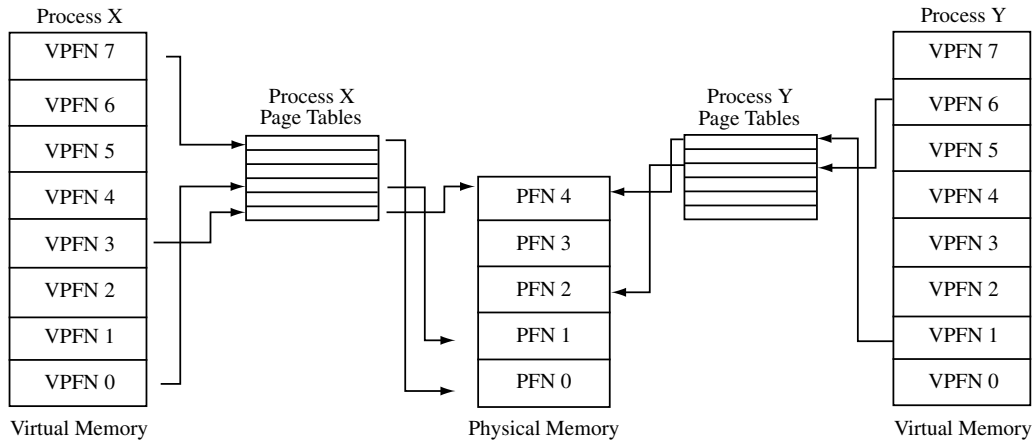 Process X
VPFN 7
VPFN 6
VPFN 5
VPFN 4
VPFN 3
VPFN 2
VPFN 1
VPFN 0
Virtual Memory
Process X
Page Tables
PFN 4
PFN 3
PFN 2
PFN 1
PFN 0
Physical Memory
Process Y
Page Tables
Process Y
VPFN 7
VPFN 6
VPFN 5
VPFN 4
VPFN 3
VPFN 2
VPFN 1
VPFN 0
Virtual Memory